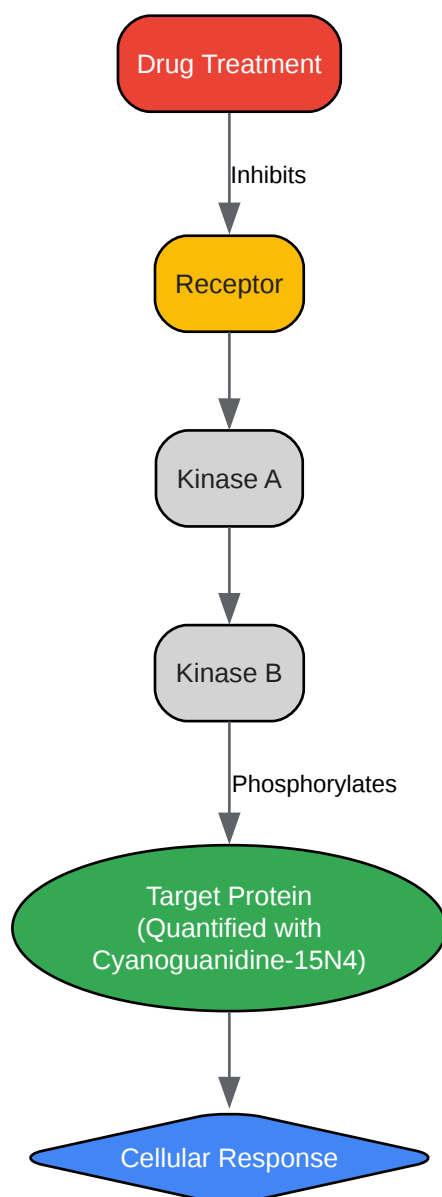 Drug Treatment
Inhibits
Receptor
Kinase A
Kinase B
Phosphorylates
Target Protein
(Quantified with
Cyanoguanidine-15N4)
Cellular Response